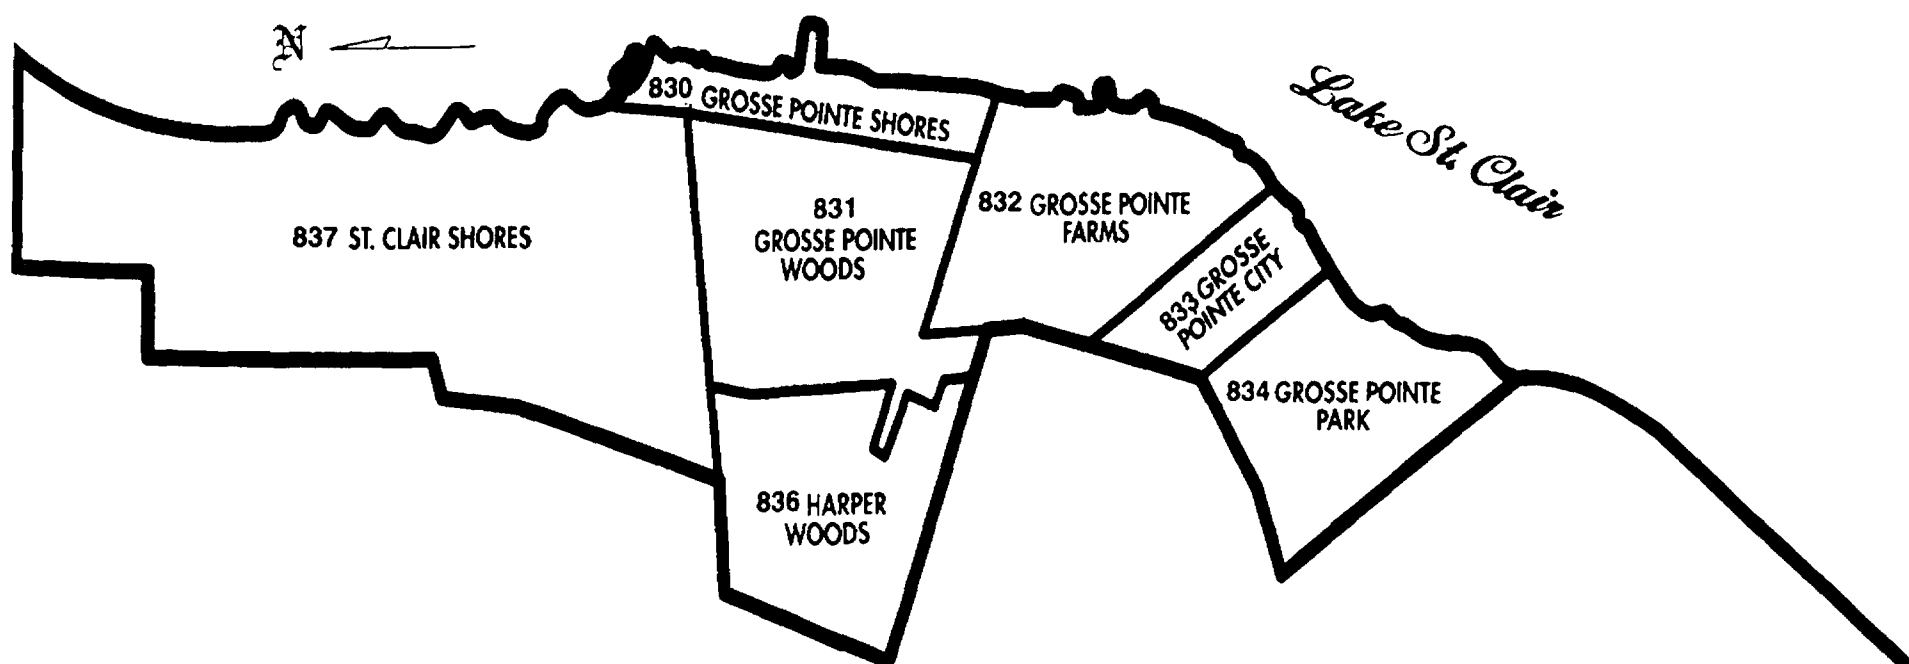 N
830 GROSSE POINTE SHORES
Lake St. Clair
837 ST. CLAIR SHORES
831
GROSSE POINTE
WOODS
832 GROSSE POINTE
FARMS
833 GROSSE
POINTE CITY
834 GROSSE POINTE
PARK
836 HARPER
WOODS